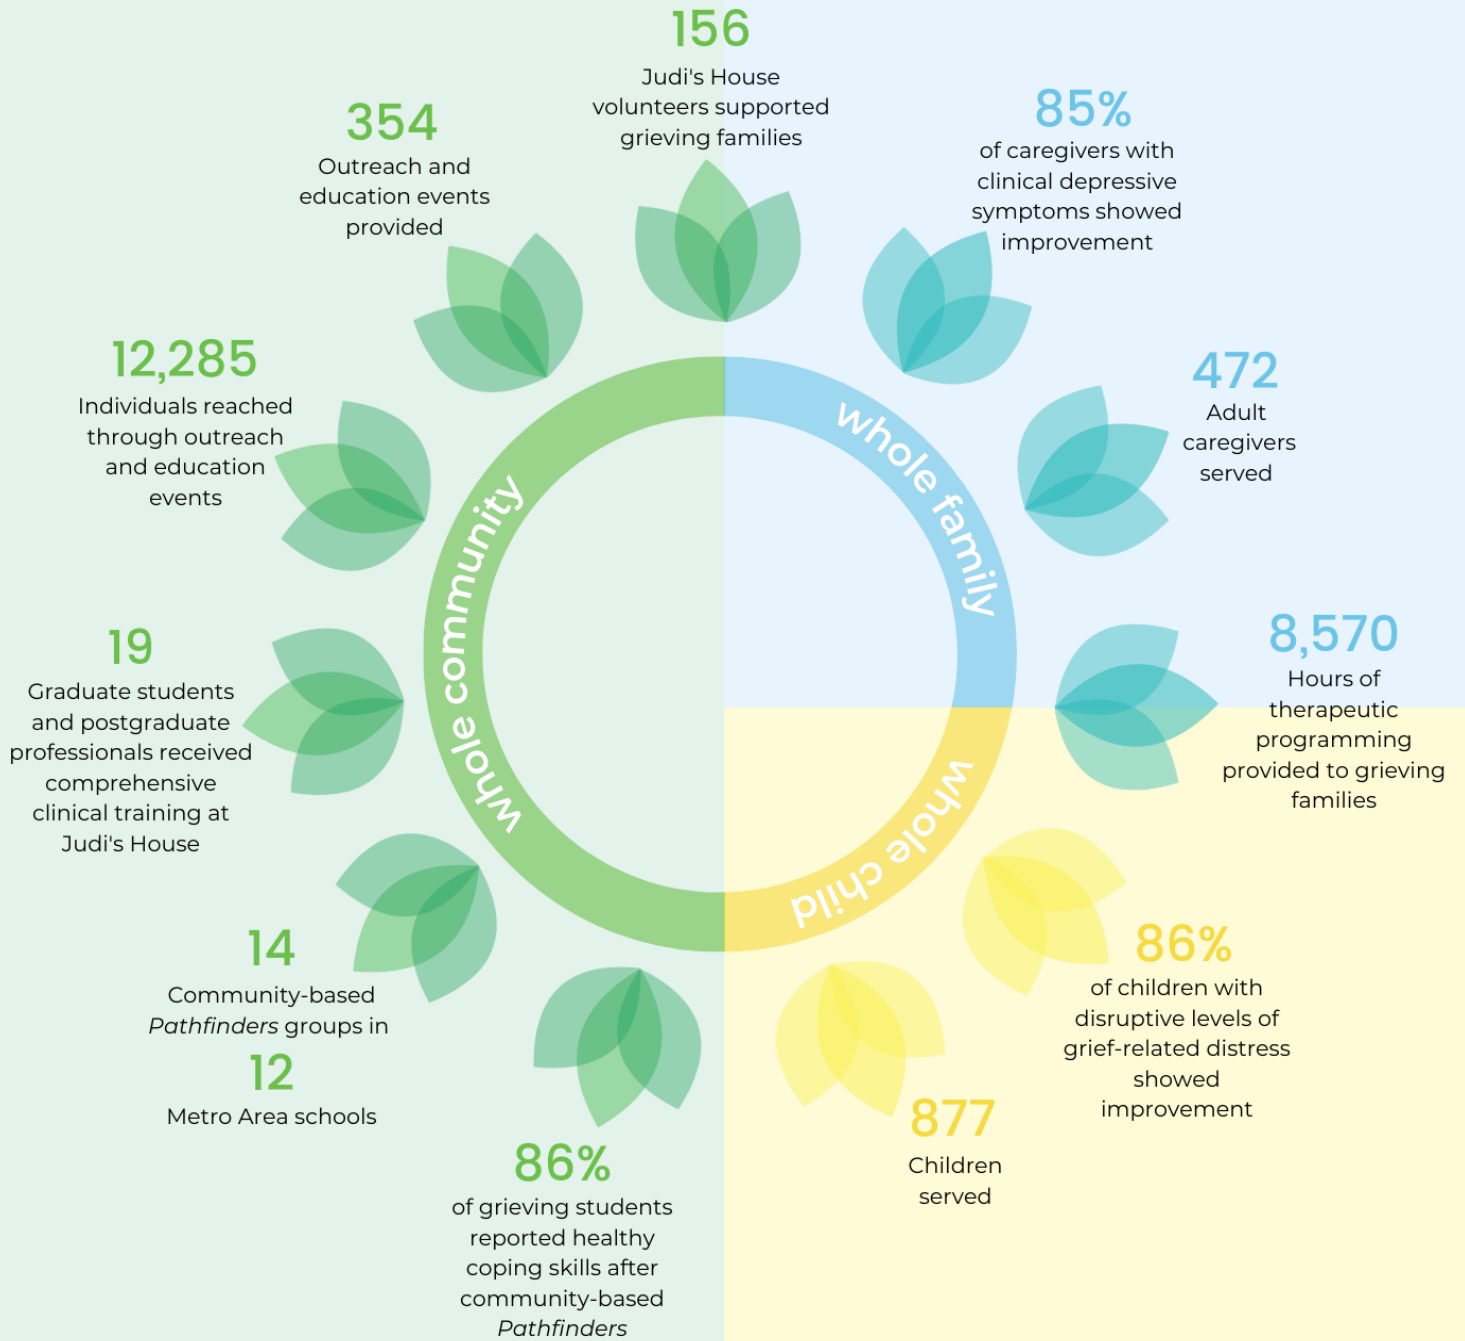 156
Judi's House
volunteers supported
grieving families
354
Outreach and
education events
provided
85%
of caregivers with
clinical depressive
symptoms showed
improvement
12,285
Individuals reached
through outreach
and education
events
472
Adult
caregivers
served
19
Graduate students
and postgraduate
professionals received
comprehensive
clinical training at
Judi's House
8,570
Hours of
therapeutic
programming
provided to grieving
families
whole community
whole family
whole child
14
Community-based
Pathfinders groups in
12
Metro Area schools
86%
of children with
disruptive levels of
grief-related distress
showed
improvement
86%
of grieving students
reported healthy
coping skills after
community-based
Pathfinders
877
Children
served